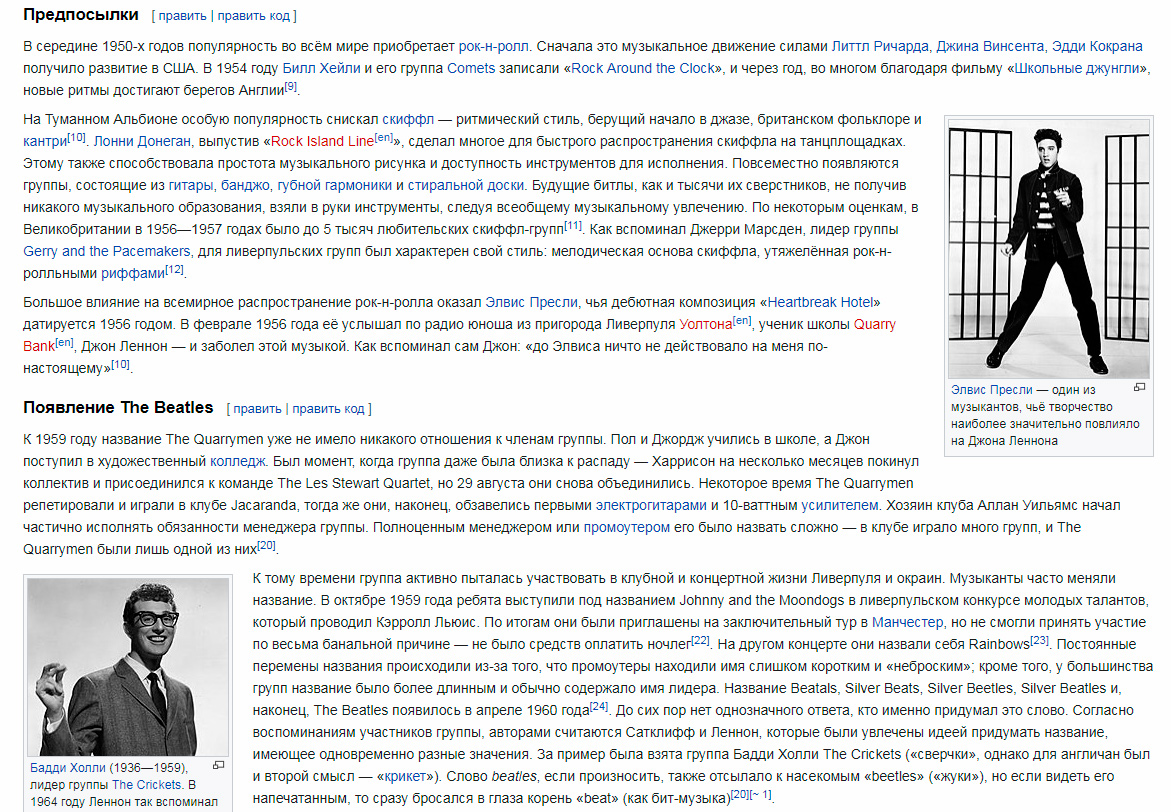 Предпосылки [ править | править код ]
В середине 1950-х годов популярность во всём мире приобретает рок-н-ролл. Сначала это музыкальное движение силами Литтл Ричарда, Джина Винсента, Эдди Кокрана
получило развитие в США. В 1954 году Билл Хейли и его группа Comets записали «Rock Around the Clock», и через год, во многом благодаря фильму «Школьные джунгли»,
новые ритмы достигают берегов Англии[9].
На Туманном Альбионе особую популярность снискал скиффл — ритмический стиль, берущий начало в джазе, британском фольклоре и
кантри[10]. Лонни Донеган, выпустив «Rock Island Line[en]», сделал многое для быстрого распространения скиффла на танцплощадках.
Этому также способствовала простота музыкального рисунка и доступность инструментов для исполнения. Повсеместно появляются
группы, состоящие из гитары, банджо, губной гармоники и стиральной доски. Будущие битлы, как и тысячи их сверстников, не получив
никакого музыкального образования, взяли в руки инструменты, следуя всеобщему музыкальному увлечению. По некоторым оценкам, в
Великобритании в 1956—1957 годах было до 5 тысяч любительских скиффл-групп[11]. Как вспоминал Джерри Марсден, лидер группы
Gerry and the Pacemakers, для ливерпульских групп был характерен свой стиль: мелодическая основа скиффла, утяжелённая рок-н-
ролльными риффами[12].
Большое влияние на всемирное распространение рок-н-ролла оказал Элвис Пресли, чья дебютная композиция «Heartbreak Hotel»
датируется 1956 годом. В феврале 1956 года её услышал по радио юноша из пригорода Ливерпуля Уолтона[en], ученик школы Quarry
Bank[en], Джон Леннон — и заболел этой музыкой. Как вспоминал сам Джон: «до Элвиса ничто не действовало на меня по-
настоящему»[10].
Элвис Пресли — один из
музыкантов, чьё творчество
наиболее значительно повлияло
на Джона Леннона
Появление The Beatles [ править | править код ]
К 1959 году название The Quarrymen уже не имело никакого отношения к членам группы. Пол и Джордж учились в школе, а Джон
поступил в художественный колледж. Был момент, когда группа даже была близка к распаду — Харрисон на несколько месяцев покинул
коллектив и присоединился к команде The Les Stewart Quartet, но 29 августа они снова объединились. Некоторое время The Quarrymen
репетировали и играли в клубе Jacaranda, тогда же они, наконец, обзавелись первыми электрогитарами и 10-ваттным усилителем. Хозяин клуба Аллан Уильямс начал
частично исполнять обязанности менеджера группы. Полноценным менеджером или промоутером его было назвать сложно — в клубе играло много групп, и The
Quarrymen были лишь одной из них[20].
К тому времени группа активно пыталась участвовать в клубной и концертной жизни Ливерпуля и окраин. Музыканты часто меняли
название. В октябре 1959 года ребята выступили под названием Johnny and the Moondogs в ливерпульском конкурсе молодых талантов,
который проводил Кэрролл Льюис. По итогам они были приглашены на заключительный тур в Манчестер, но не смогли принять участие
по весьма банальной причине — не было средств оплатить ночлег[22]. На другом концерте они назвали себя Rainbows[23]. Постоянные
перемены названия происходили из-за того, что промоутеры находили имя слишком коротким и «неброским»; кроме того, у большинства
групп название было более длинным и обычно содержало имя лидера. Название Beatals, Silver Beats, Silver Beetles, Silver Beatles и,
наконец, The Beatles появилось в апреле 1960 года[24]. До сих пор нет однозначного ответа, кто именно придумал это слово. Согласно
воспоминаниям участников группы, авторами считаются Сатклифф и Леннон, которые были увлечены идеей придумать название,
имеющее одновременно разные значения. За пример была взята группа Бадди Холли The Crickets («сверчки», однако для англичан был
и второй смысл — «крикет»). Слово beatles, если произносить, также отсылало к насекомым «beetles» («жуки»), но если видеть его
напечатанным, то сразу бросался в глаза корень «beat» (как бит-музыка)[20][~ 1].
Бадди Холли (1936—1959),
лидер группы The Crickets. В
1964 году Леннон так вспоминал